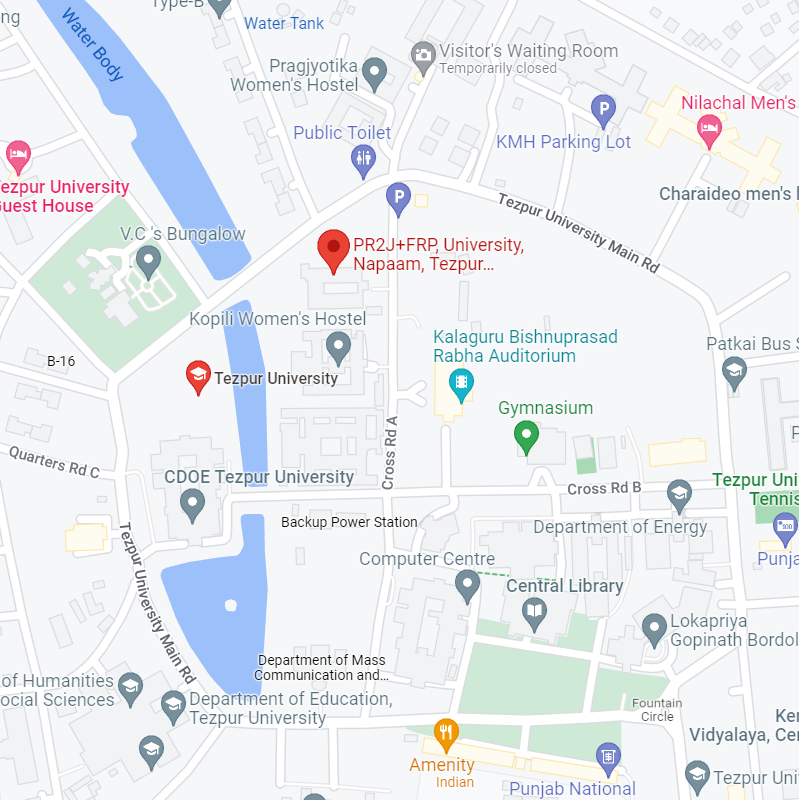 ng
Type-B
Water Tank
Water Body
Visitor's Waiting Room
Temporarily closed
Pragjyotika
Women's Hostel
Nilachal Men's
Public Toilet
P
KMH Parking Lot
ezpur University
Guest House
P
Charaideo men's
Tezpur University Main Rd
V.C 's Bungalow
PR2J+FRP, University,
Napaam, Tezpur...
Kopili Women's Hostel
Kalaguru Bishnuprasad
Rabha Auditorium
Patkai Bus S
B-16
Tezpur University
Gymnasium
Cross Rd A
Quarters Rd C
CDOE Tezpur University
Tezpur Uni
Tennis
Cross Rd B
Backup Power Station
Department of Energy
100
Punja
Tezpur University Main Rd
Computer Centre
Central Library
Lokapriya
Gopinath Bordol
Department of Mass
Communication and...
of Humanities
ocial Sciences
Department of Education,
Tezpur University
Fountain
Circle
Ken
Vidyalaya, Cen
Amenity
Indian
Punjab National
Tezpur Uni